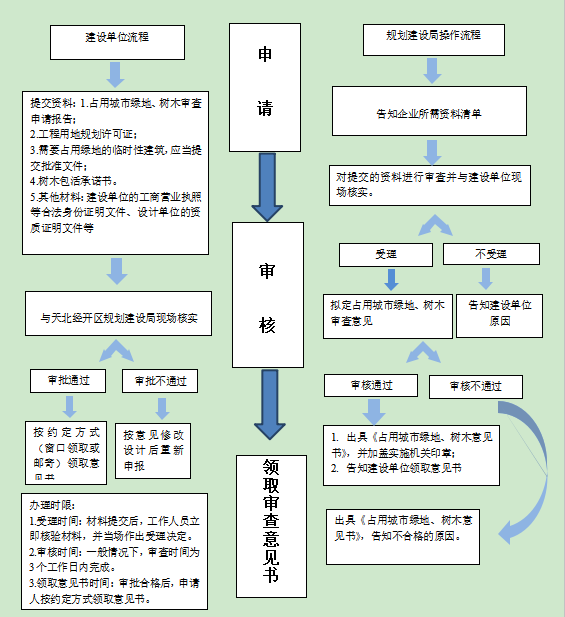 建设单位流程
提交资料：1.占用城市绿地、树木审查
申请报告；
2.工程用地规划许可证；
3.需要占用绿地的临时性建筑，应当提
交批准文件；
4.树木包活承诺书。
5.其他材料：建设单位的工商营业执照
等合法身份证明文件、设计单位的资
质证明文件等
与天北经开区规划建设局现场核实
审批通过
审批不通过
按约定方式
（窗口领取或
邮寄）领取意
见书
按意见修改
设计后重新
申报
办理时限：
1.受理时间：材料提交后，工作人员立
即核验材料，并当场作出受理决定。
2.审核时间：一般情况下，审查时间为
3个工作日内完成。
3.领取意见书时间：审批合格后，申请
人按约定方式领取意见书。
申
请
审
核
领
取
审
查
意
见
书
规划建设局操作流程
告知企业所需资料清单
对提交的资料进行审查并与建设单位现
场核实。
受理
不受理
拟定占用城市绿地、树木
审查意见
告知建设单位
原因
审核通过
审核不通过
1. 出具《占用城市绿地、树木意见
书》，并加盖实施机关印章；
2. 告知建设单位领取意见书
出具《占用城市绿地、树木意
见书》，告知不合格的原因。